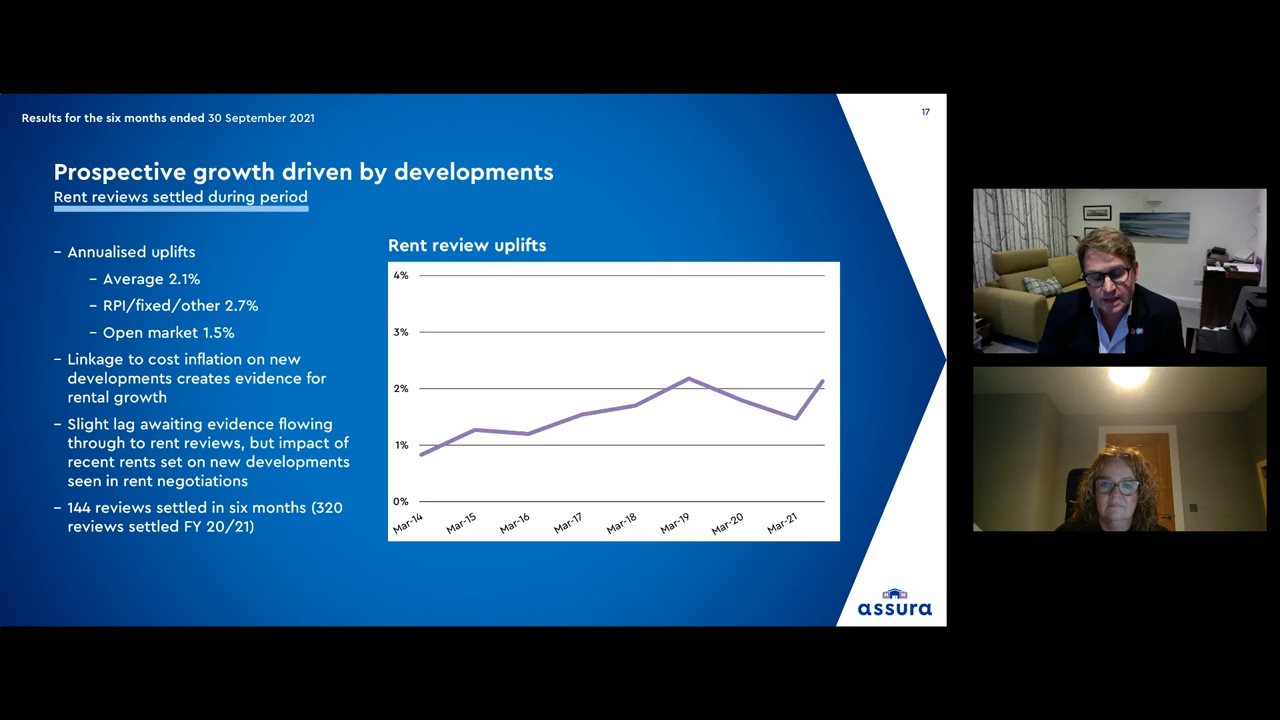 Results for the six months ended 30 September 2021
17
Prospective growth driven by developments
Rent reviews settled during period
– Annualised uplifts
– Average 2.1%
– RPI/fixed/other 2.7%
– Open market 1.5%
– Linkage to cost inflation on new
developments creates evidence for
rental growth
– Slight lag awaiting evidence flowing
through to rent reviews, but impact of
recent rents set on new developments
seen in rent negotiations
– 144 reviews settled in six months (320
reviews settled FY 20/21)
Rent review uplifts
4%
3%
2%
1%
0%
Mar-14 Mar-15 Mar-16 Mar-17 Mar-18 Mar-19 Mar-20 Mar-21
assura